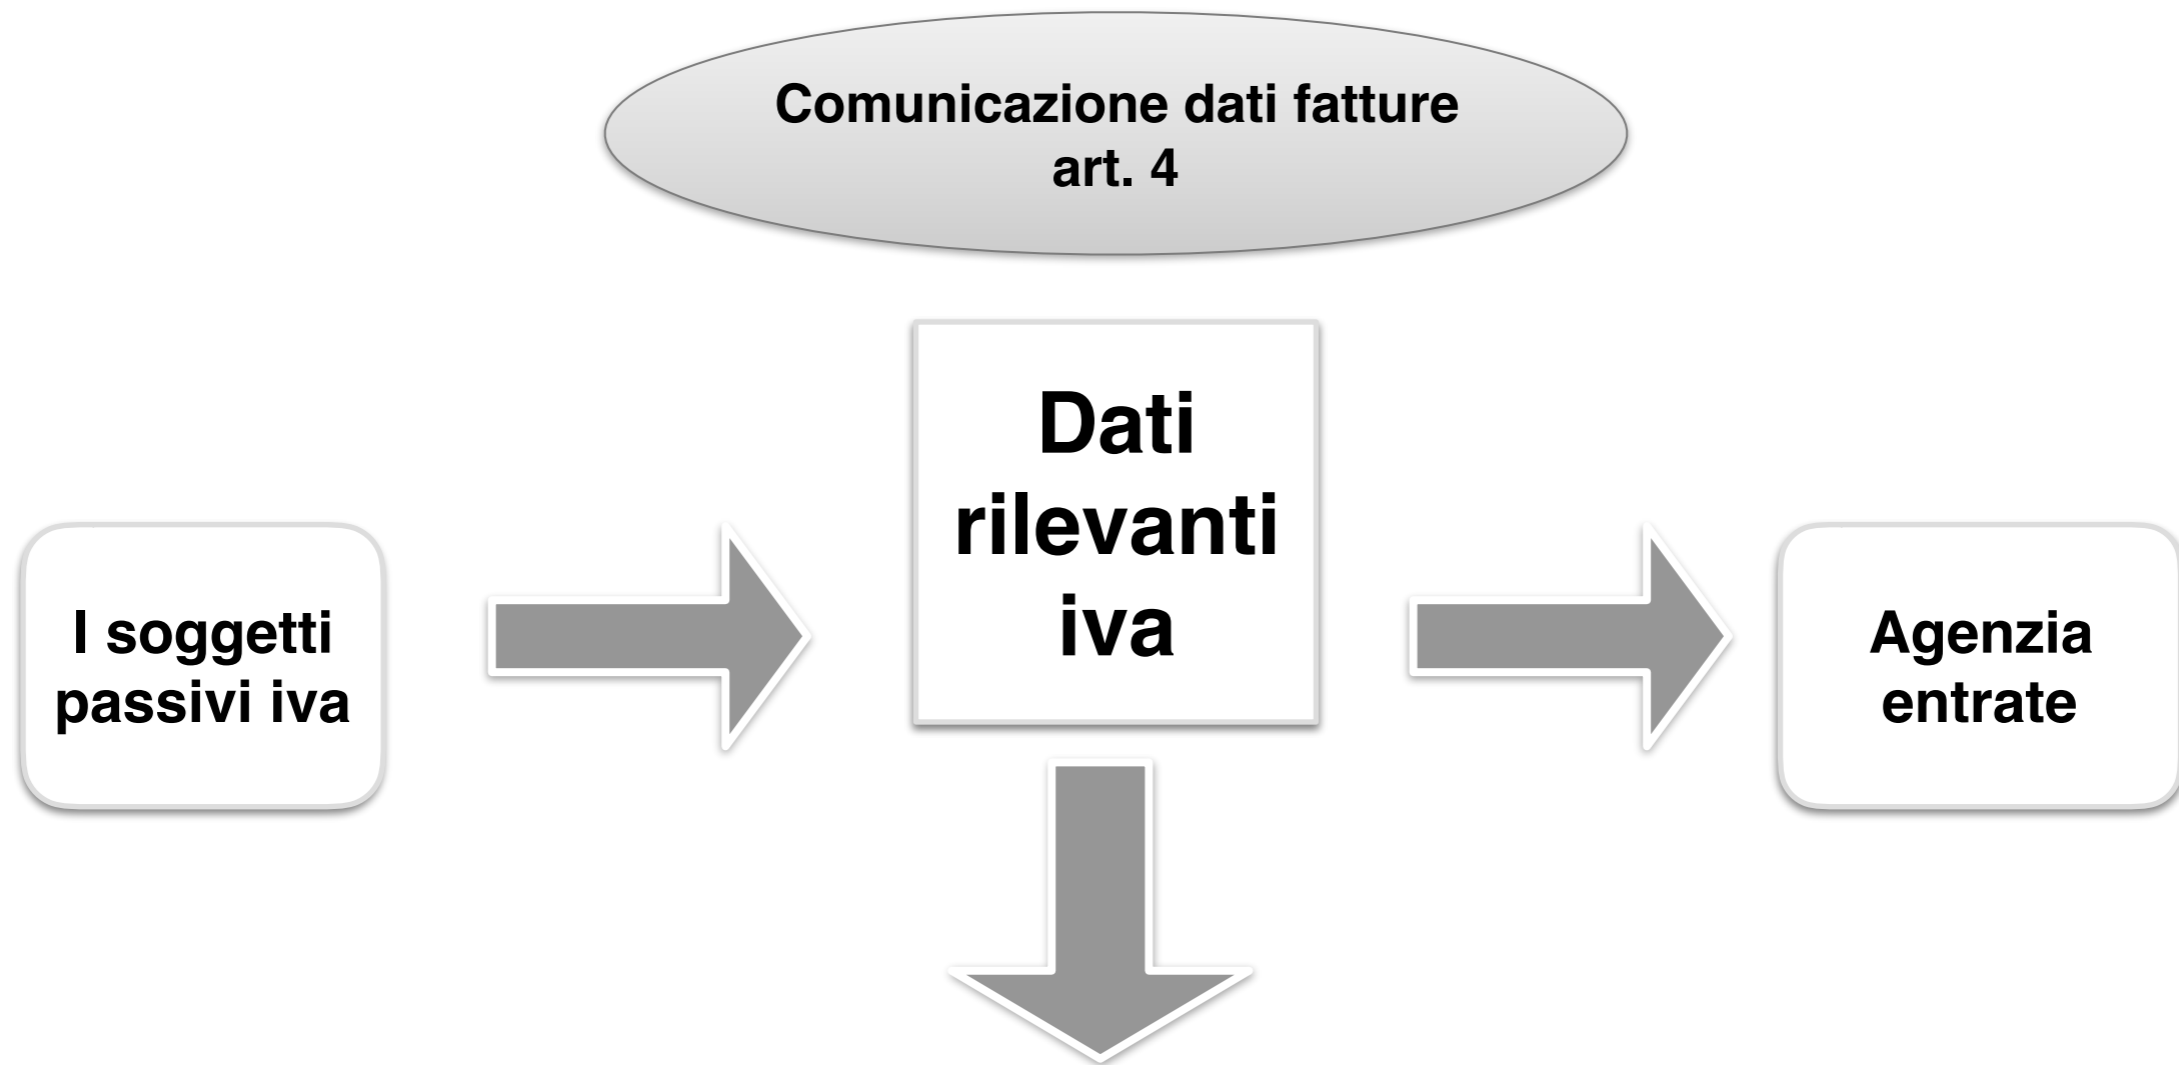 Comunicazione dati fatture
art. 4
Dati
rilevanti
iva
I soggetti
passivi iva
Agenzia
entrate